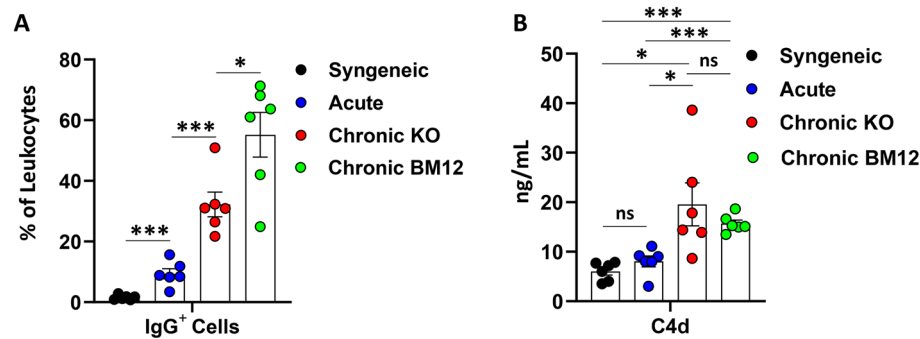 A
% of Leukocytes
80
60
40
20
0
***
***
*
IgG+ Cells
Syngeneic
Acute
Chronic KO
Chronic BM12
B
ng/mL
50
40
30
20
10
0
***
***
*
ns
*
ns
C4d
Syngeneic
Acute
Chronic KO
Chronic BM12